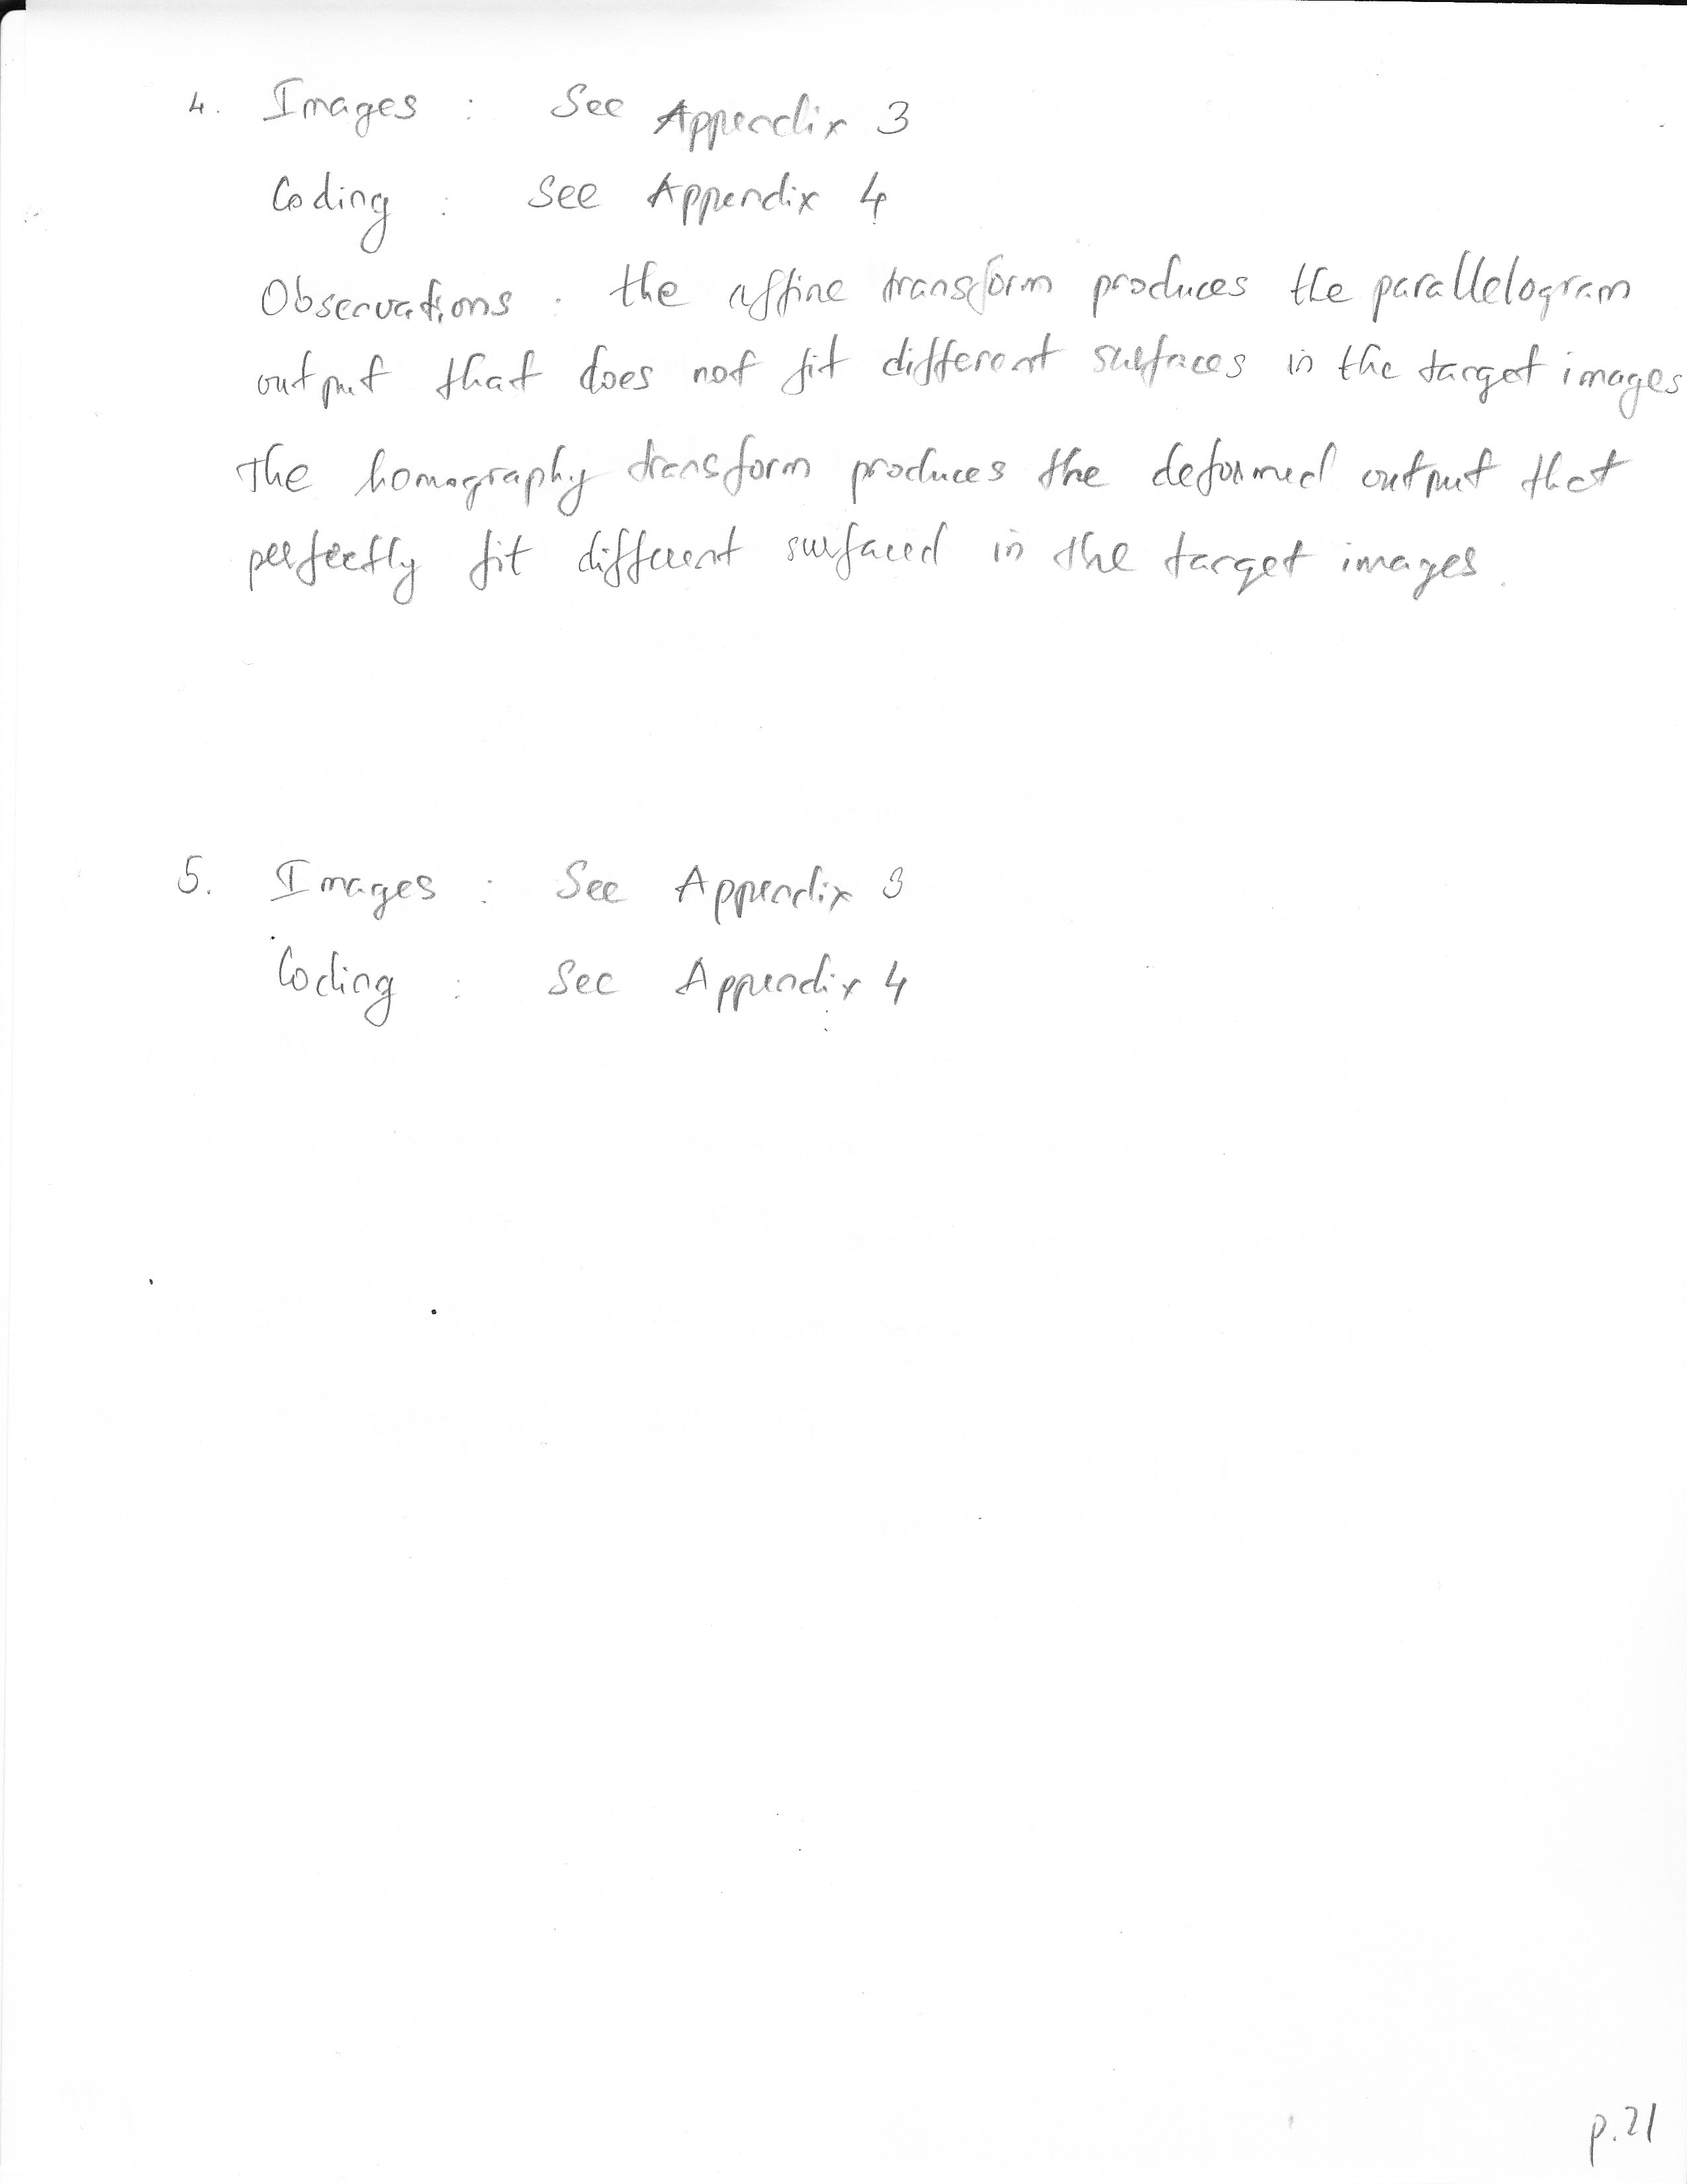 4. Images : See Appendix 3
Coding : See Appendix 4
Observations : the affine transform produces the parallelogram
output that does not fit different surfaces in the target images
The homography transform produces the deformed output that
perfectly fit different surfaced in the target images.
5. Images : See Appendix 3
Coding : See Appendix 4
p.21